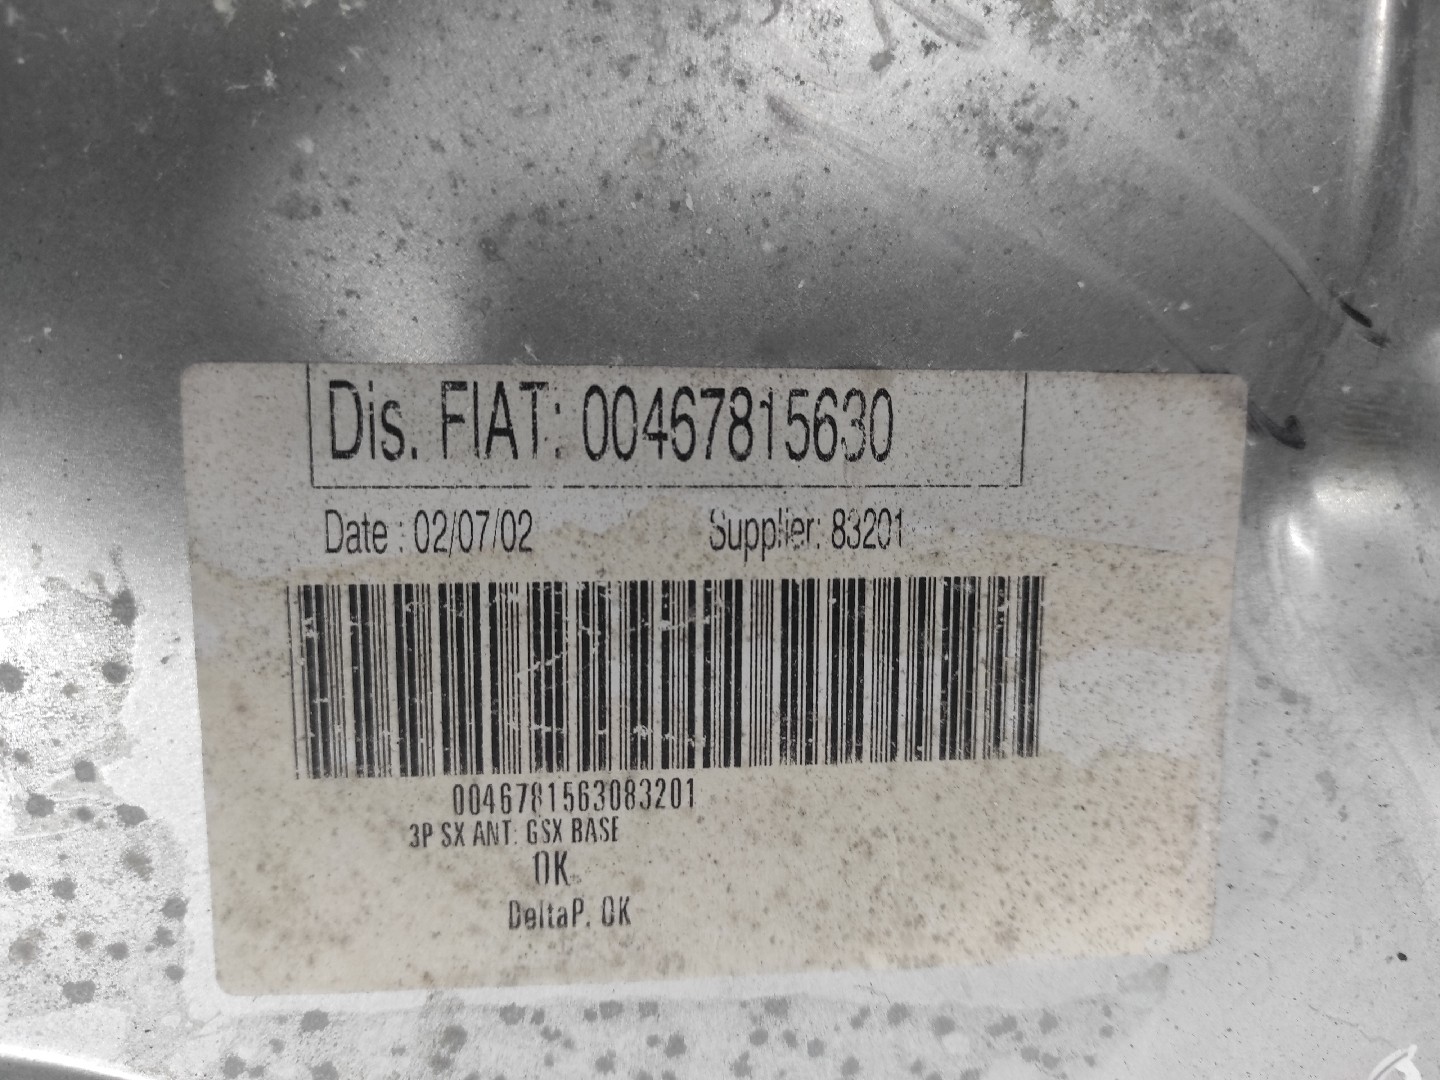 Dis. FIAT: 00467815630
Date : 02/07/02 Supplier: 83201
0046781563083201
3P SX ANT. GSX BASE
OK
DeltaP. OK